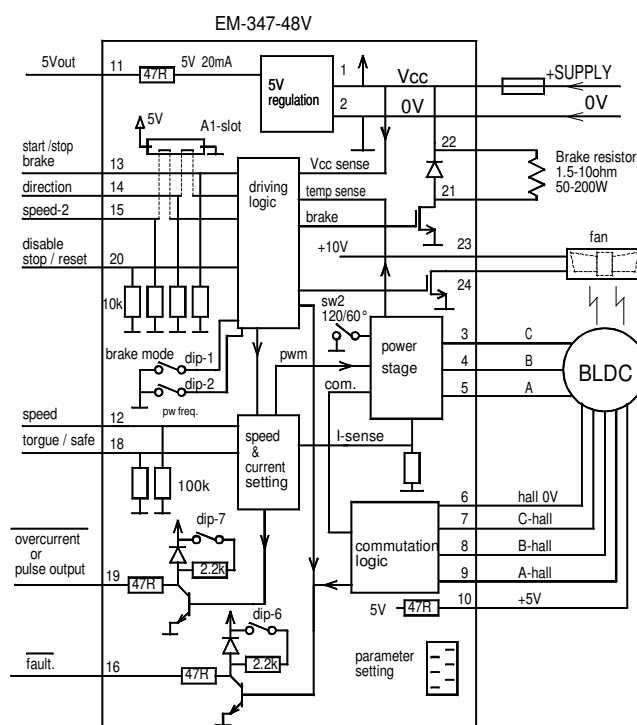 EM-347-48V
5Vout
11
47R
5V 20mA
5V
regulation
1
Vcc
+SUPPLY
2
0V
0V
5V
A1-slot
start /stop
brake
13
direction
14
speed-2
15
disable
stop / reset
20
10k
driving
logic
Vcc sense
temp sense
brake
22
21
Brake resistor
1.5-10ohm
50-200W
+10V
23
fan
24
sw2
120/60°
power
stage
3
C
4
B
5
A
BLDC
brake mode
dip-1
dip-2
pw freq.
pwm
com.
speed
12
torgue / safe
18
100k
speed
&
current
setting
I-sense
commutation
logic
6
hall 0V
7
C-hall
8
B-hall
9
A-hall
10
+5V
5V
47R
overcurrent
or
pulse output
19
47R
dip-7
2.2k
fault.
16
47R
dip-6
2.2k
parameter
setting